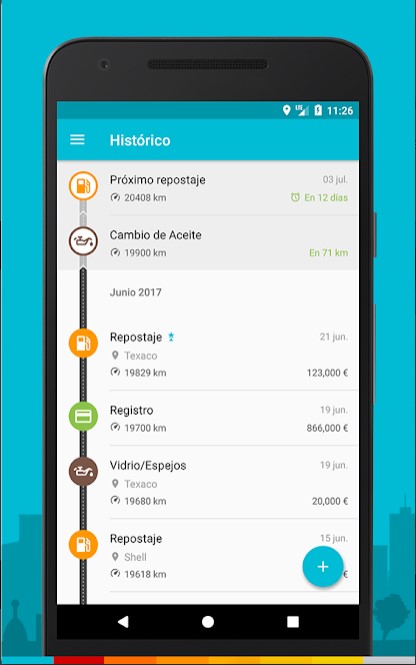 11:26
Histórico
Próximo repostaje 03 jul.
20408 km En 12 días
Cambio de Aceite
19900 km En 71 km
Junio 2017
Repostaje 21 jun.
Texaco
19829 km 123,000 €
Registro 19 jun.
19700 km 866,000 €
Vidrio/Espejos 19 jun.
Texaco
19680 km 20,000 €
Repostaje 15 jun.
Shell
19618 km €